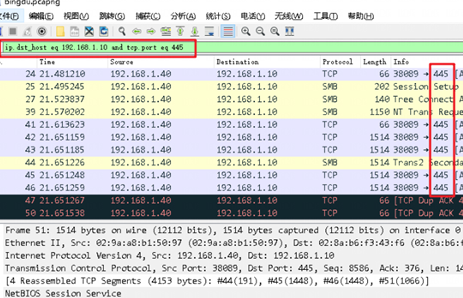 bingdu.pcapng
文件(F) 编辑(E) 视图(V) 跳转(G) 捕获(C) 分析(A) 统计(S) 电话(Y) 无线(W) 工具(T)
ip.dst_host eq 192.168.1.10 and tcp.port eq 445
Time Source Destination Protocol Length Info
24 21.481210 192.168.1.40 192.168.1.10 TCP 66 38089 → 445 [A
25 21.495245 192.168.1.40 192.168.1.10 SMB 202 Session Setup
27 21.523837 192.168.1.40 192.168.1.10 SMB 140 Tree Connect A
39 21.570202 192.168.1.40 192.168.1.10 SMB 1150 NT Trans Reque
41 21.613623 192.168.1.40 192.168.1.10 TCP 66 38089 → 445 [A
42 21.651159 192.168.1.40 192.168.1.10 TCP 1514 38089 → 445 [A
43 21.651185 192.168.1.40 192.168.1.10 TCP 1514 38089 → 445 [A
44 21.651226 192.168.1.40 192.168.1.10 SMB 1514 Trans2 Seconda
45 21.651248 192.168.1.40 192.168.1.10 TCP 1514 38089 → 445 [A
46 21.651259 192.168.1.40 192.168.1.10 TCP 1514 38089 → 445 [A
47 21.651267 192.168.1.40 192.168.1.10 TCP 66 [TCP Dup ACK 4
50 21.651538 192.168.1.40 192.168.1.10 TCP 66 [TCP Dup ACK
Frame 51: 1514 bytes on wire (12112 bits), 1514 bytes captured (12112 bits) on interface 0
Ethernet II, Src: 02:9a:a8:b1:50:97 (02:9a:a8:b1:50:97), Dst: 02:8a:b6:f3:43:f6 (02:8a:b6:
Internet Protocol Version 4, Src: 192.168.1.40, Dst: 192.168.1.10
Transmission Control Protocol, Src Port: 38089, Dst Port: 445, Seq: 8586, Ack: 376, Len: 14
[4 Reassembled TCP Segments (4153 bytes): #44(191), #45(1448), #46(1448), #51(1066)]
NetBIOS Session Service